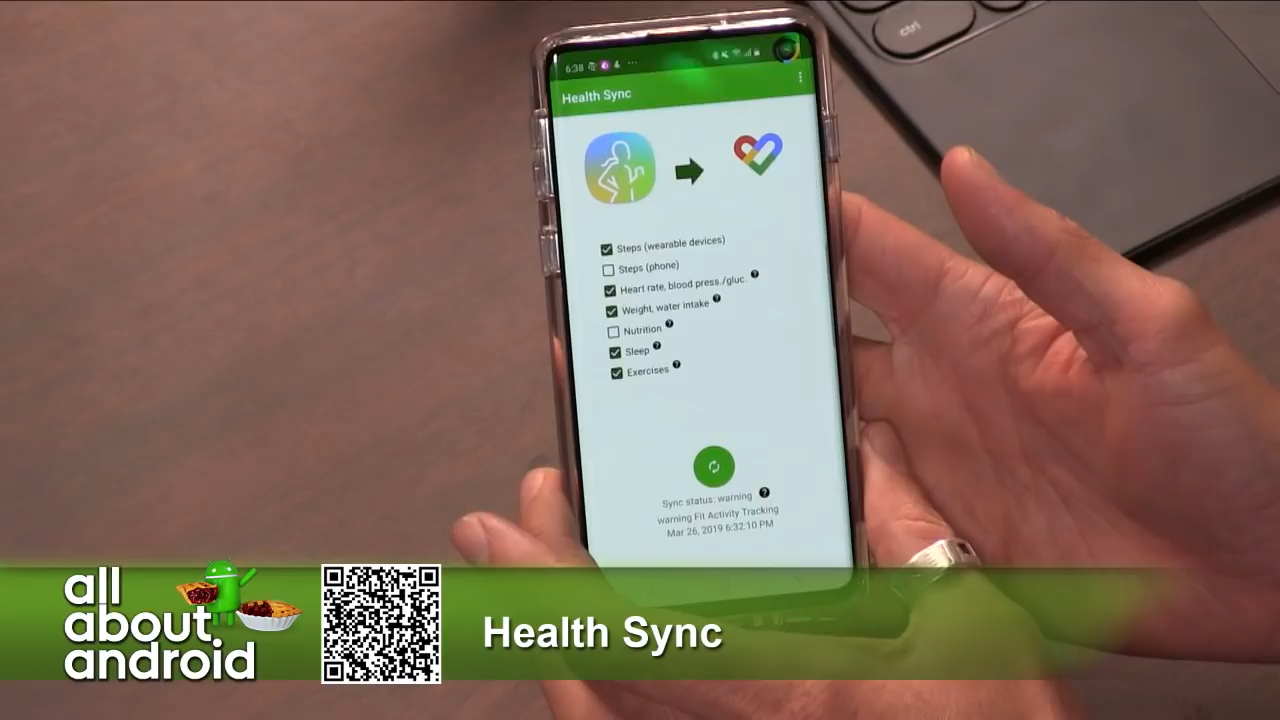 ctrl
6:38
Health Sync
Steps (wearable devices)
Steps (phone)
Heart rate, blood press./gluc.
Weight, water intake
Nutrition
Sleep
Exercises
Sync status: warning
warning Fit Activity Tracking
Mar 26, 2019 6:32:10 PM
all
about
android
Health Sync